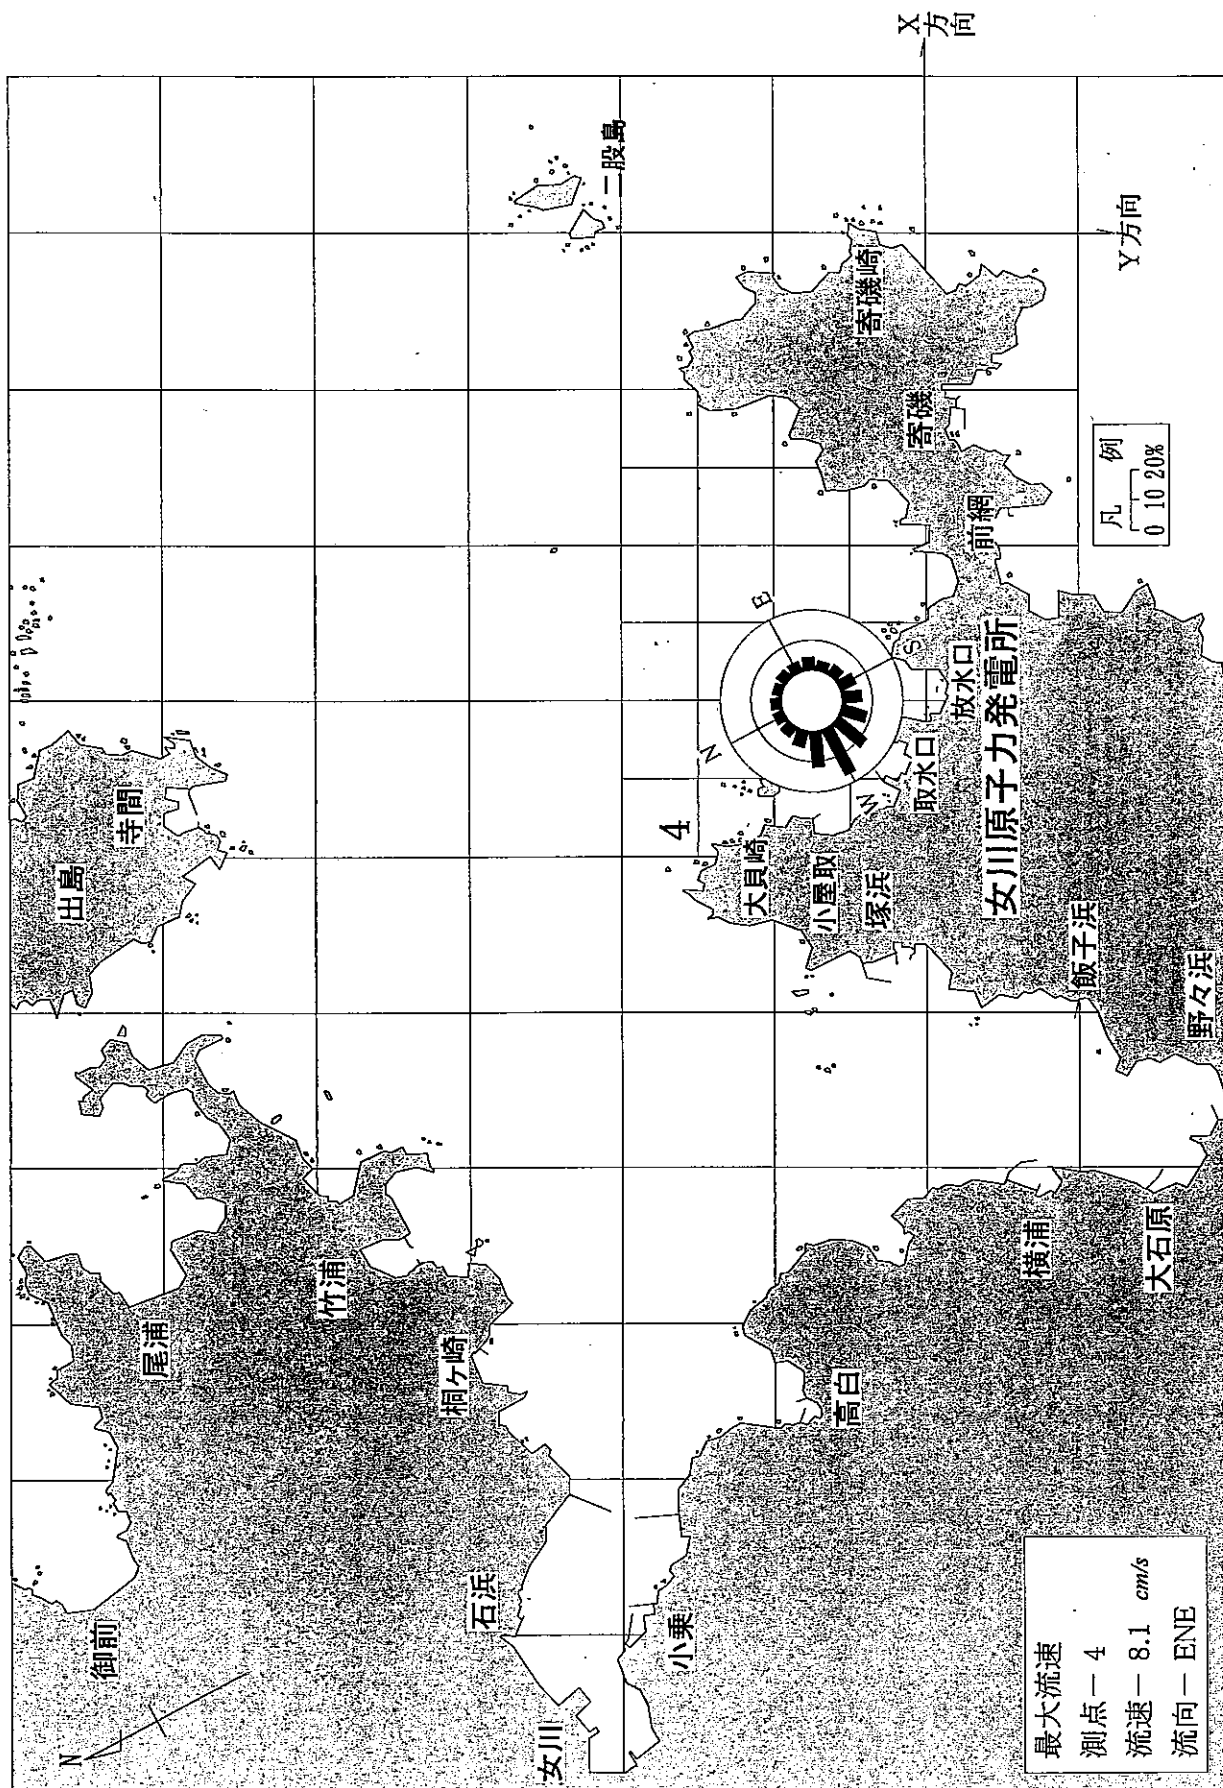 X方向
Y方向
二股島
寄磯崎
寄磯
前網
凡 例
0 10 20%
出島
寺間
4
N
E
S
W
大貝崎
小屋取
塚浜
取水口
放水口
女川原子力発電所
飯子浜
野々浜
尾浦
竹浦
桐ヶ崎
御前
石浜
女川
小乗
高白
横浦
大石原
N
最大流速
測点－4
流速－8.1 cm/s
流向－ENE